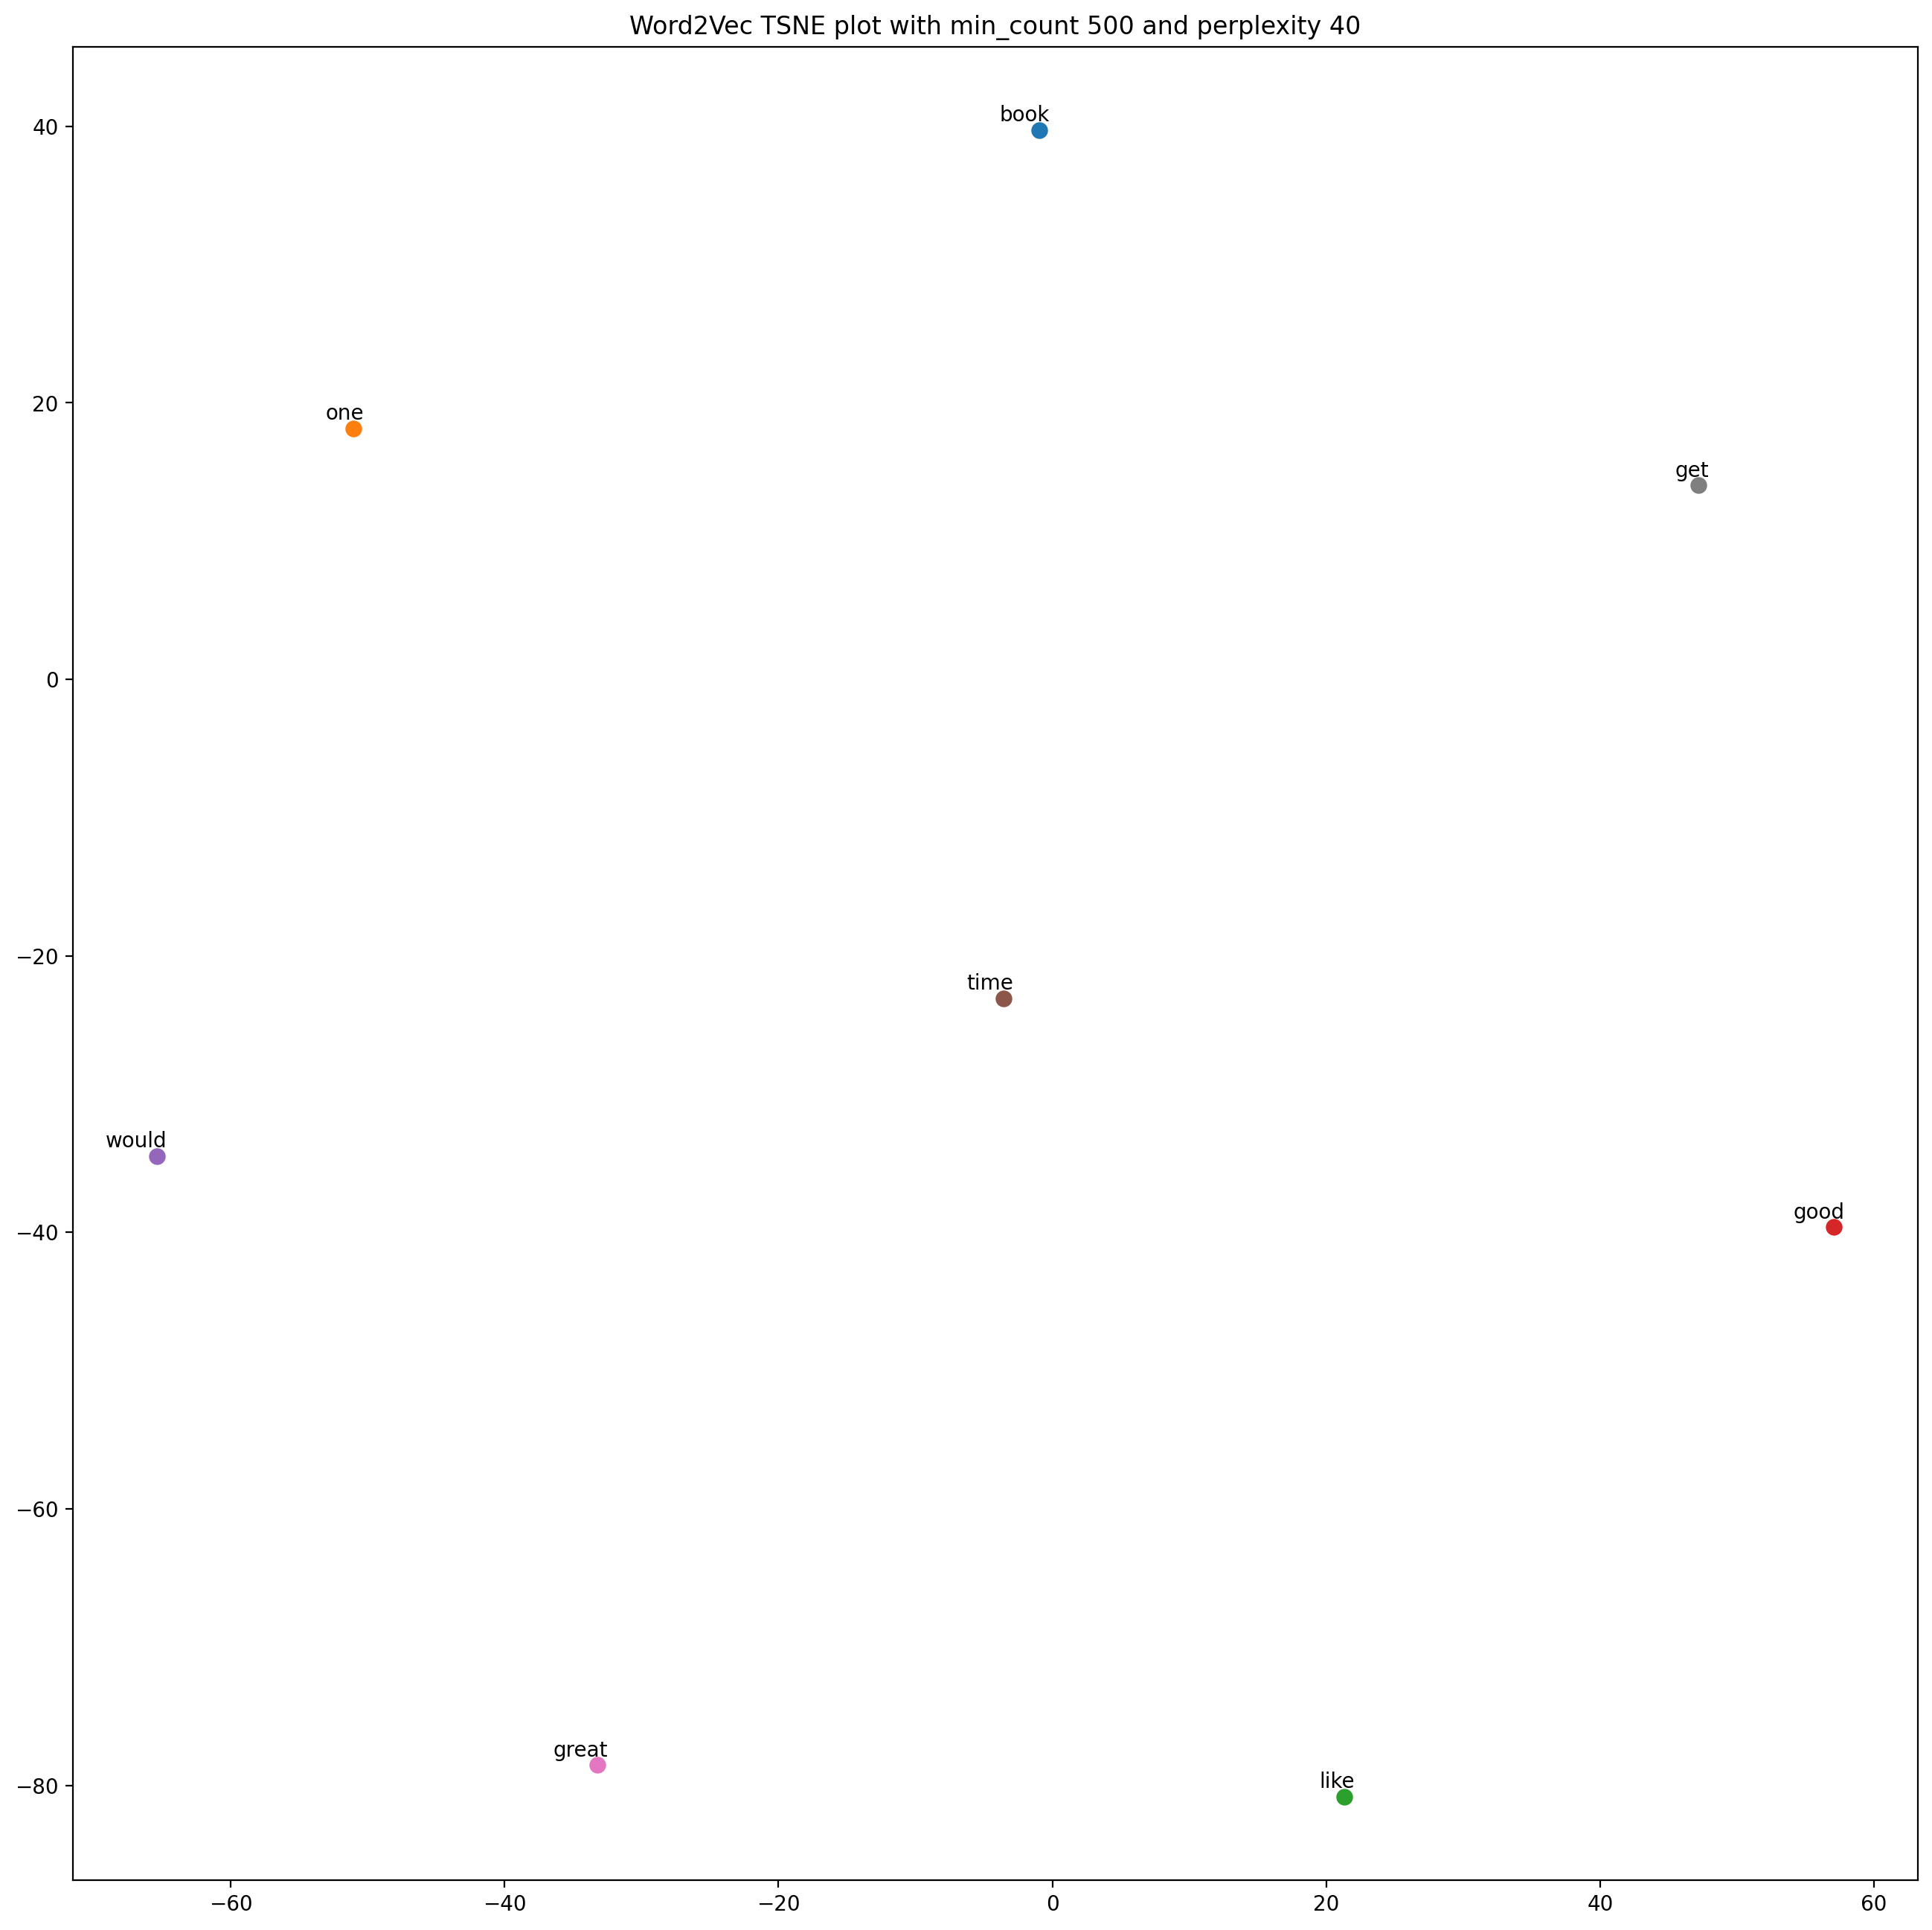 Word2Vec TSNE plot with min_count 500 and perplexity 40
40
book
20
one
get
0
−20
time
would
−40
good
−60
great
−80
like
−60 −40 −20 0 20 40 60